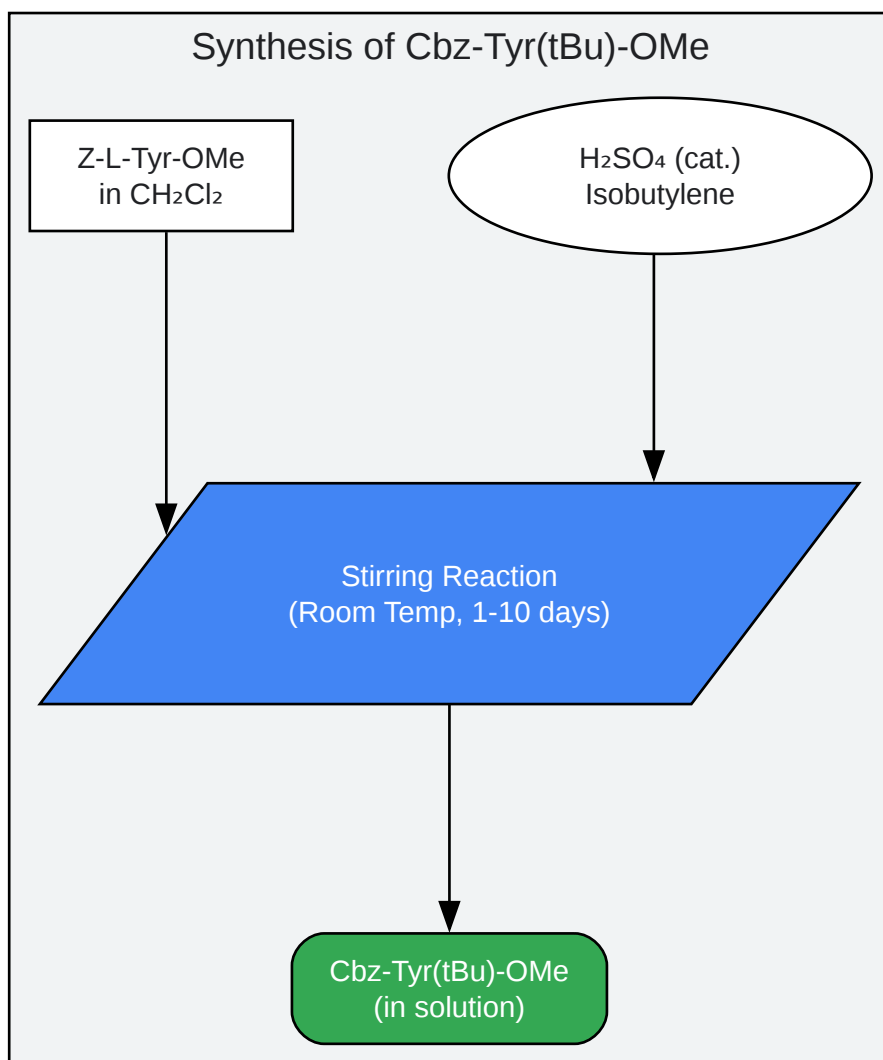 Synthesis of Cbz-Tyr(tBu)-OMe
Z-L-Tyr-OMe
in CH₂Cl₂
H₂SO₄ (cat.)
Isobutylene
Stirring Reaction
(Room Temp, 1-10 days)
Cbz-Tyr(tBu)-OMe
(in solution)